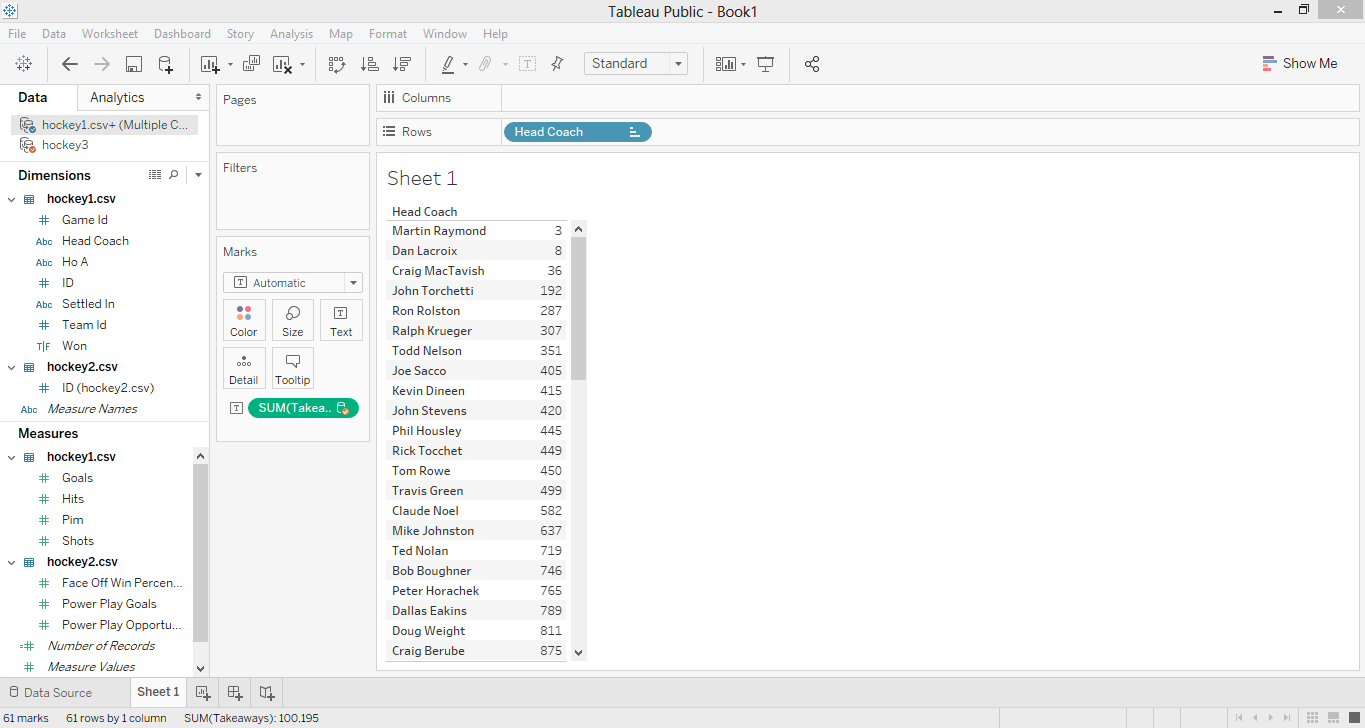 Tableau Public - Book1
File Data Worksheet Dashboard Story Analysis Map Format Window Help
Standard
Show Me
Data Analytics
hockey1.csv+ (Multiple C...
hockey3
Dimensions
hockey1.csv
# Game Id
Abc Head Coach
Abc Ho A
# ID
Abc Settled In
# Team Id
T|F Won
hockey2.csv
# ID (hockey2.csv)
Abc Measure Names
Measures
hockey1.csv
# Goals
# Hits
# Pim
# Shots
hockey2.csv
# Face Off Win Percen...
# Power Play Goals
# Power Play Opportu...
=# Number of Records
# Measure Values
Pages
Filters
Marks
T Automatic
Color Size T Text
Detail Tooltip
T SUM(Takea..
Columns
Rows Head Coach
Sheet 1
Head Coach
Martin Raymond 3
Dan Lacroix 8
Craig MacTavish 36
John Torchetti 192
Ron Rolston 287
Ralph Krueger 307
Todd Nelson 351
Joe Sacco 405
Kevin Dineen 415
John Stevens 420
Phil Housley 445
Rick Tocchet 449
Tom Rowe 450
Travis Green 499
Claude Noel 582
Mike Johnston 637
Ted Nolan 719
Bob Boughner 746
Peter Horachek 765
Dallas Eakins 789
Doug Weight 811
Craig Berube 875
Data Source Sheet 1
61 marks 61 rows by 1 column SUM(Takeaways): 100,195